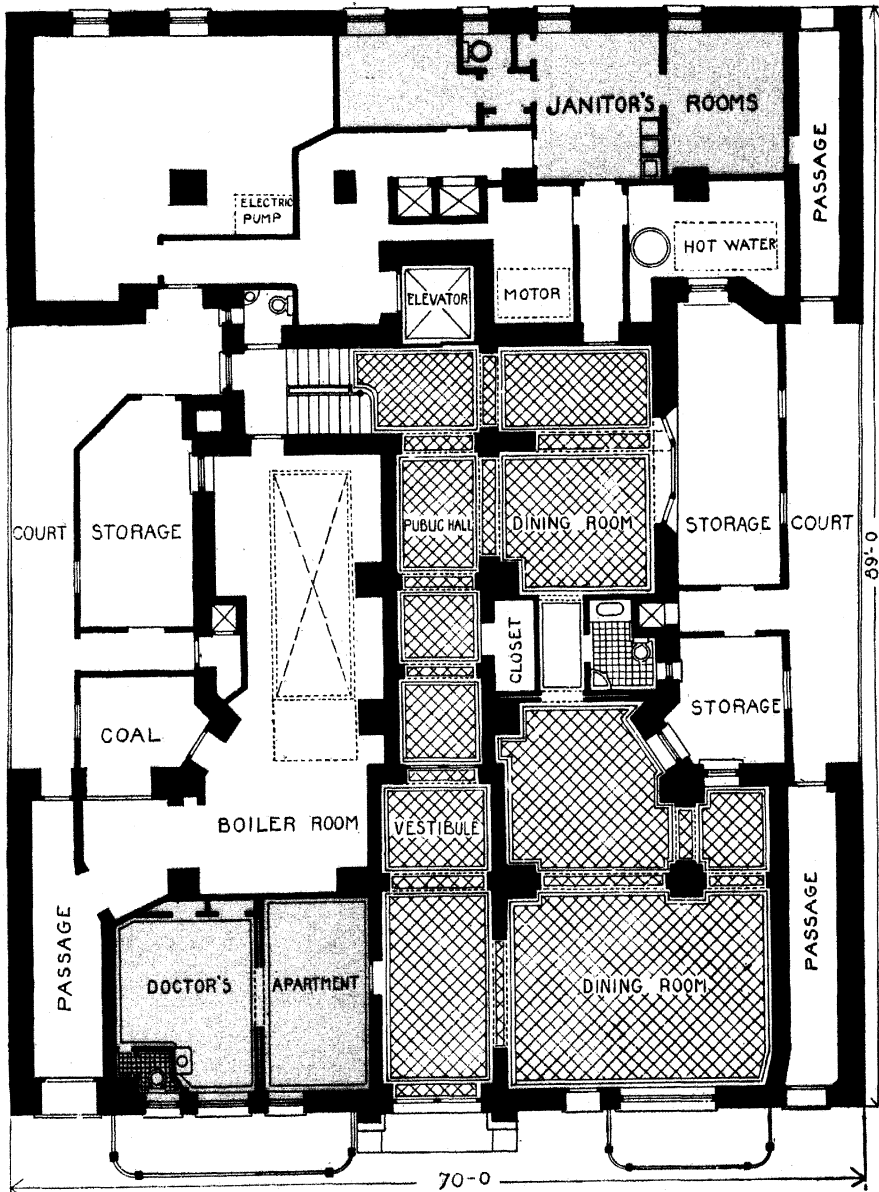 JANITOR'S ROOMS
PASSAGE
ELECTRIC
PUMP
HOT WATER
ELEVATOR
MOTOR
COURT
STORAGE
PUBLIC HALL
DINING ROOM
STORAGE
COURT
89'-0
CLOSET
COAL
STORAGE
BOILER ROOM
VESTIBULE
PASSAGE
DOCTOR'S
APARTMENT
DINING ROOM
PASSAGE
70-0